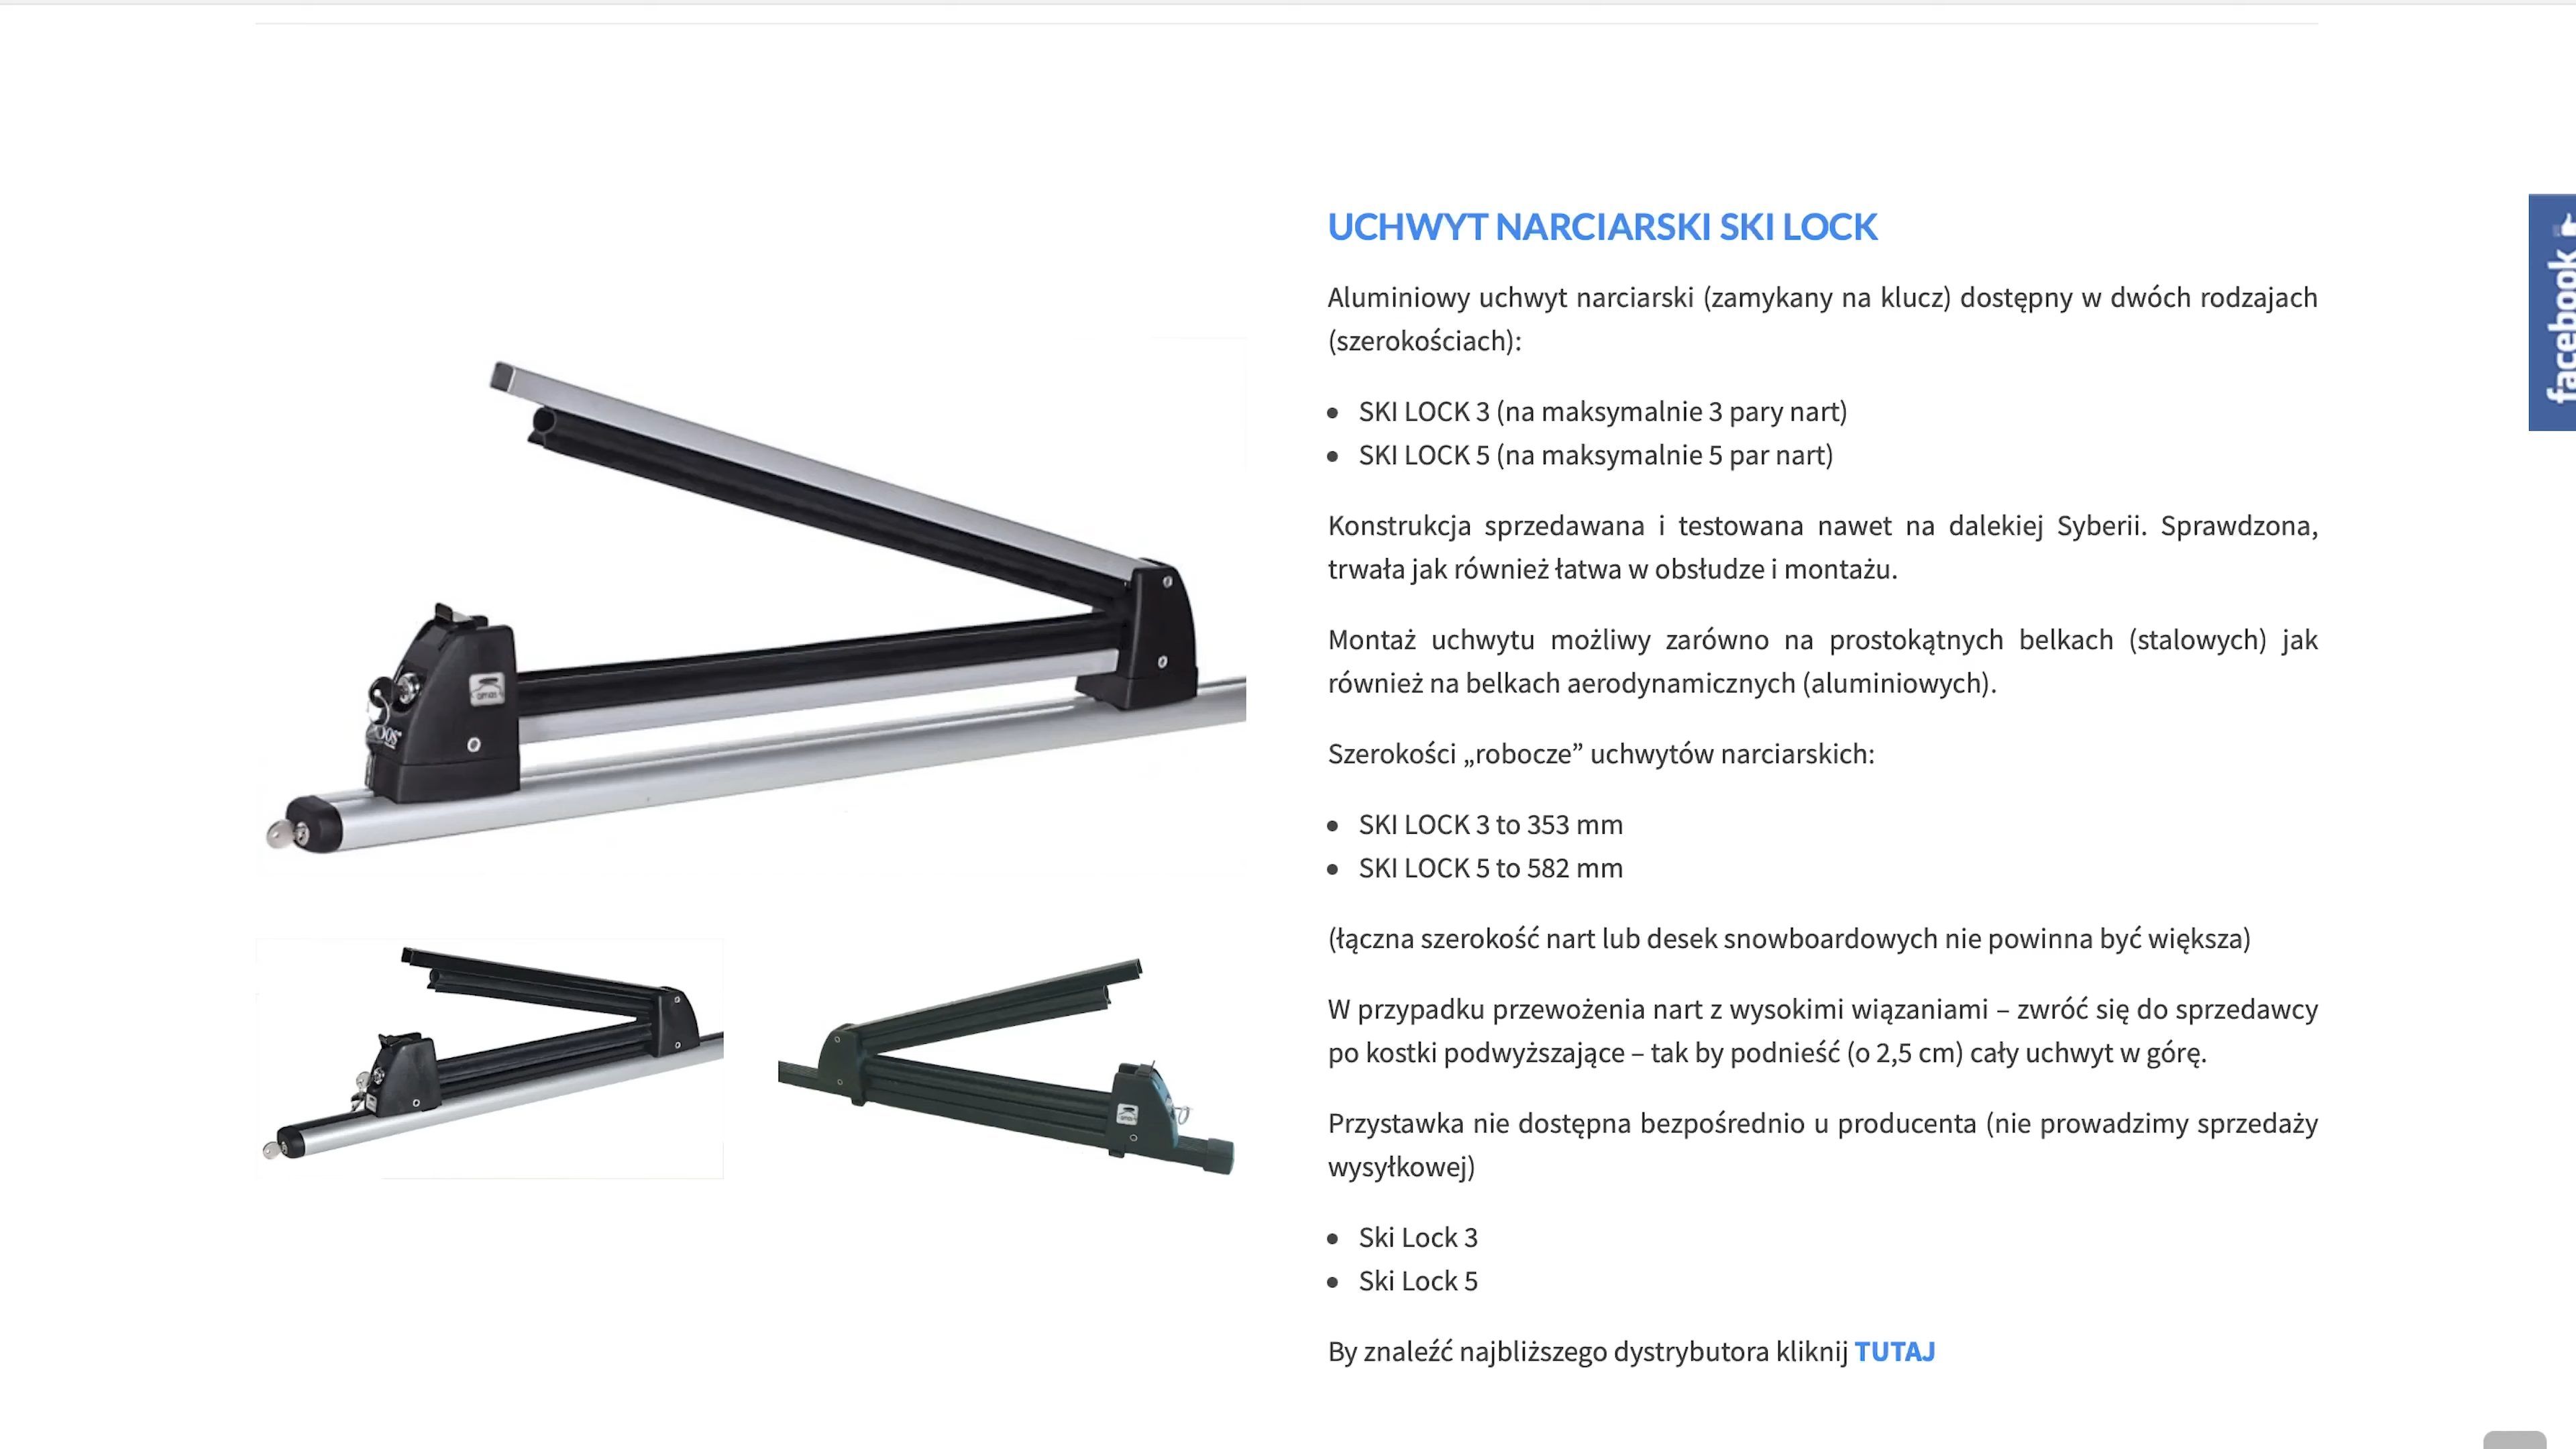 UCHWYT NARCIARSKI SKI LOCK
Aluminiowy uchwyt narciarski (zamykany na klucz) dostępny w dwóch rodzajach
(szerokościach):
SKI LOCK 3 (na maksymalnie 3 pary nart)
SKI LOCK 5 (na maksymalnie 5 par nart)
Konstrukcja sprzedawana i testowana nawet na dalekiej Syberii. Sprawdzona,
trwała jak również łatwa w obsłudze i montażu.
Montaż uchwytu możliwy zarówno na prostokątnych belkach (stalowych) jak
również na belkach aerodynamicznych (aluminiowych).
Szerokości „robocze” uchwytów narciarskich:
SKI LOCK 3 to 353 mm
SKI LOCK 5 to 582 mm
(łączna szerokość nart lub desek snowboardowych nie powinna być większa)
W przypadku przewożenia nart z wysokimi wiązaniami – zwróć się do sprzedawcy
po kostki podwyższające – tak by podnieść (o 2,5 cm) cały uchwyt w górę.
Przystawka nie dostępna bezpośrednio u producenta (nie prowadzimy sprzedaży
wysyłkowej)
Ski Lock 3
Ski Lock 5
By znaleźć najbliższego dystrybutora kliknij TUTAJ
facebook